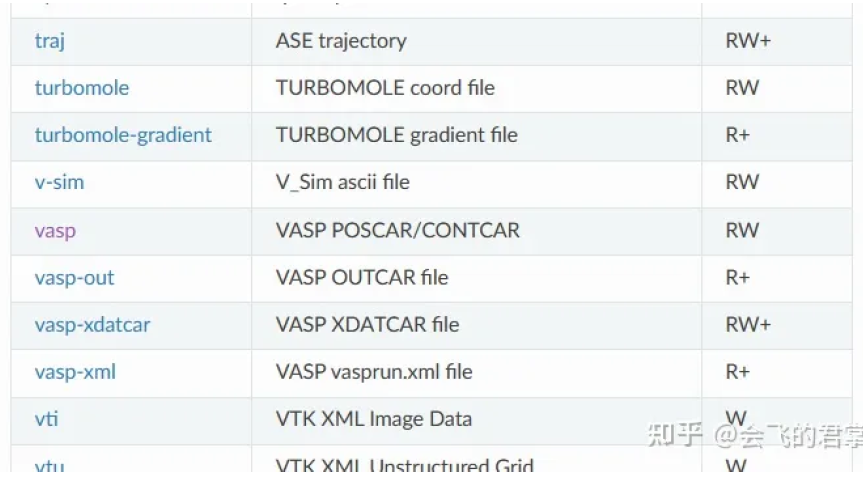 traj ASE trajectory RW+
turbomole TURBOMOLE coord file RW
turbomole-gradient TURBOMOLE gradient file R+
v-sim V_Sim ascii file RW
vasp VASP POSCAR/CONTCAR RW
vasp-out VASP OUTCAR file R+
vasp-xdatcar VASP XDATCAR file RW+
vasp-xml VASP vasprun.xml file R+
vti VTK XML Image Data W
知乎 @会飞的君掌
vtu VTK XML Unstructured Grid W